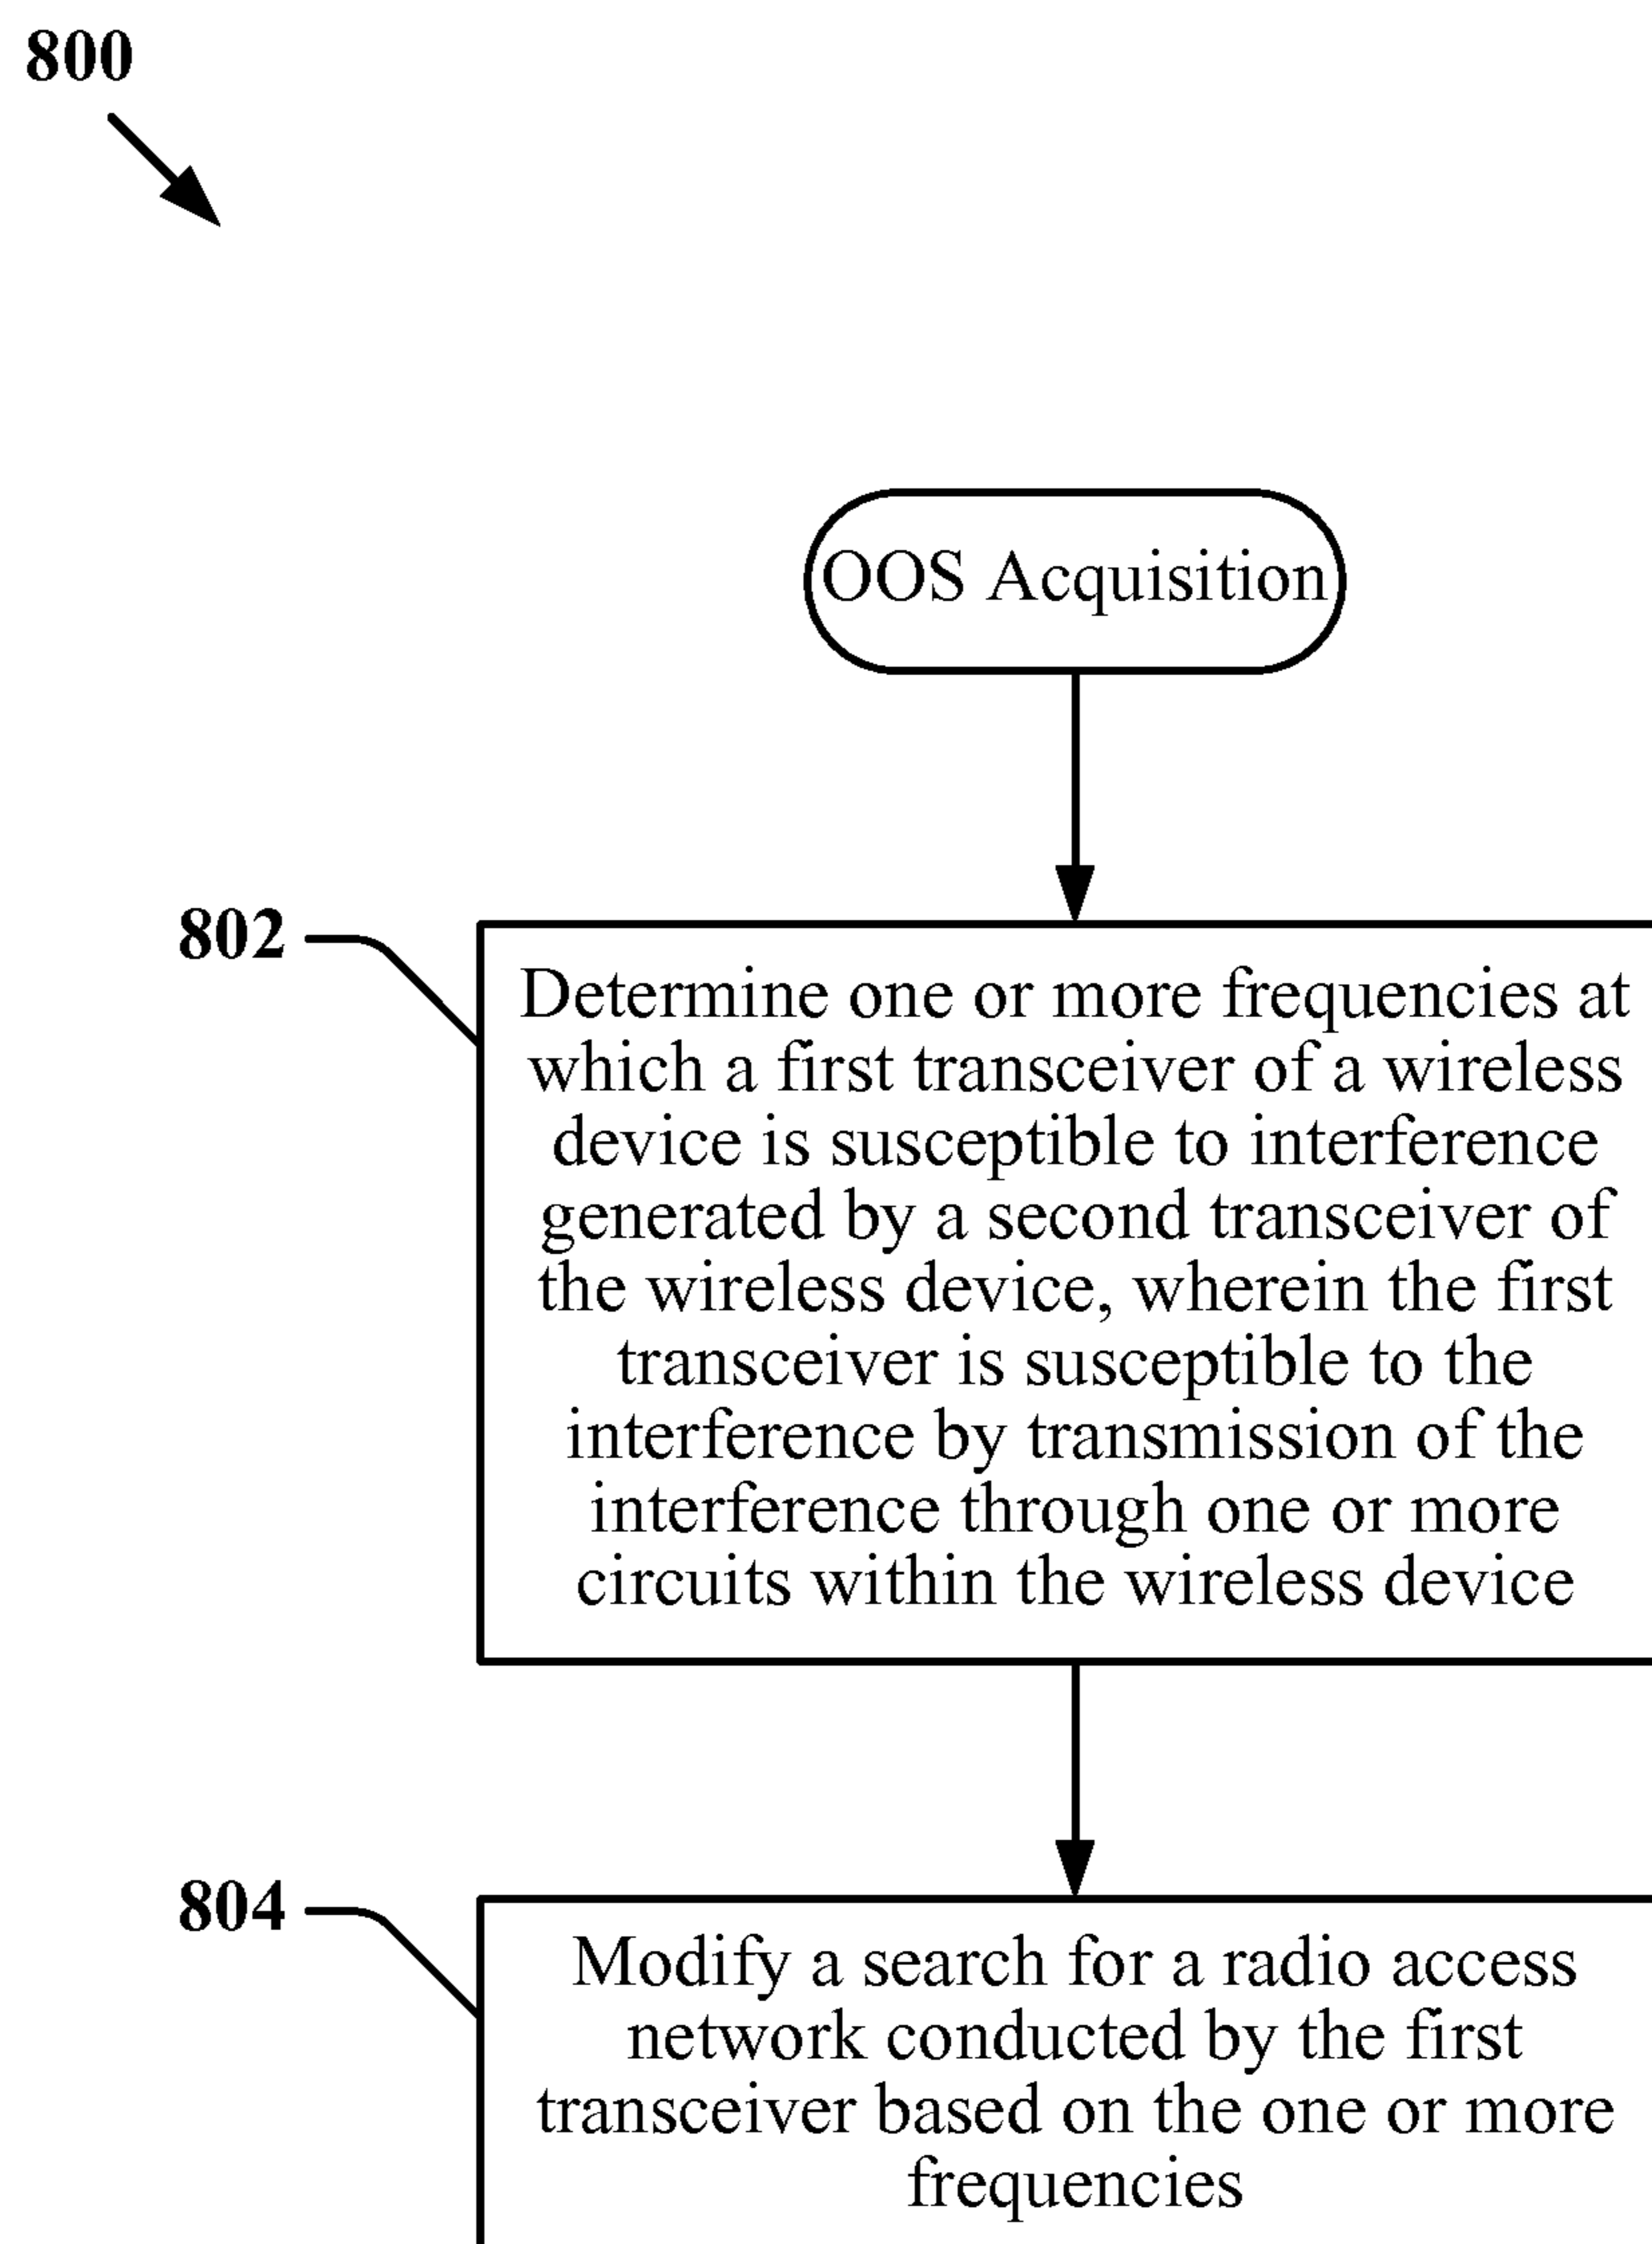 800
OOS Acquisition
802
Determine one or more frequencies at
which a first transceiver of a wireless
device is susceptible to interference
generated by a second transceiver of
the wireless device, wherein the first
transceiver is susceptible to the
interference by transmission of the
interference through one or more
circuits within the wireless device
804
Modify a search for a radio access
network conducted by the first
transceiver based on the one or more
frequencies